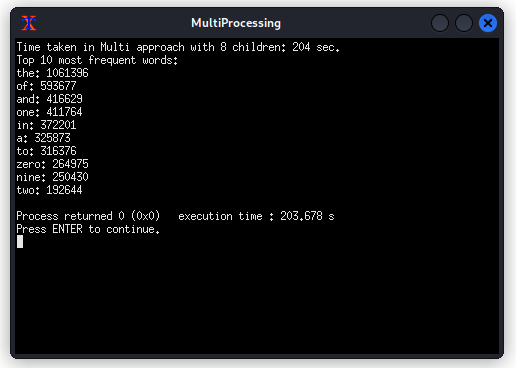 MultiProcessing
Time taken in Multi approach with 8 children: 204 sec.
Top 10 most frequent words:
the: 1061396
of: 593677
and: 416629
one: 411764
in: 372201
a: 325873
to: 316376
zero: 264975
nine: 250430
two: 192644
Process returned 0 (0x0)   execution time : 203.678 s
Press ENTER to continue.